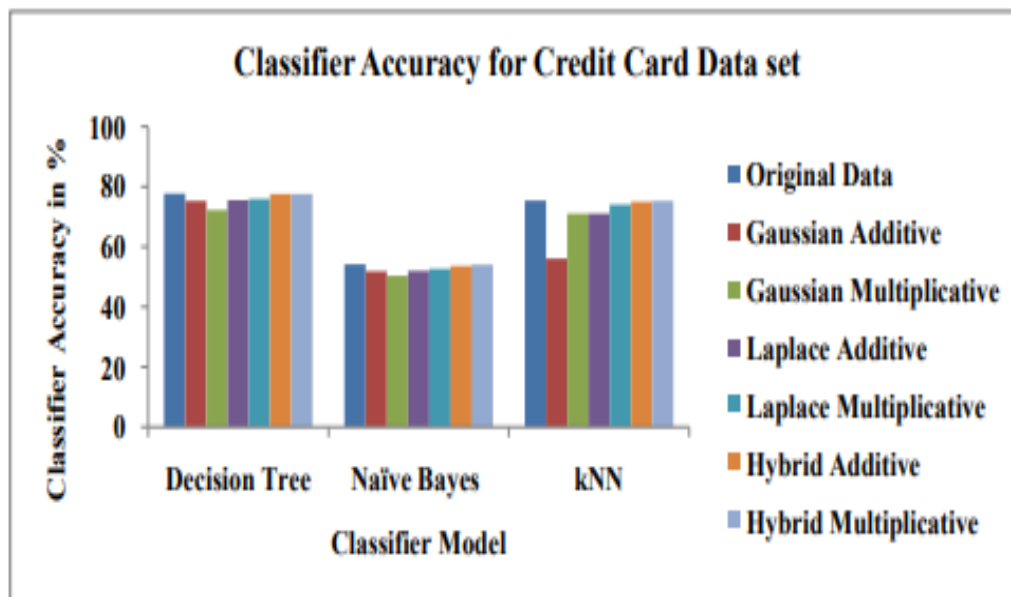 Classifier Accuracy for Credit Card Data set
Classifier Accuracy in %
100
80
60
40
20
0
Decision Tree
Naïve Bayes
kNN
Classifier Model
Original Data
Gaussian Additive
Gaussian Multiplicative
Laplace Additive
Laplace Multiplicative
Hybrid Additive
Hybrid Multiplicative